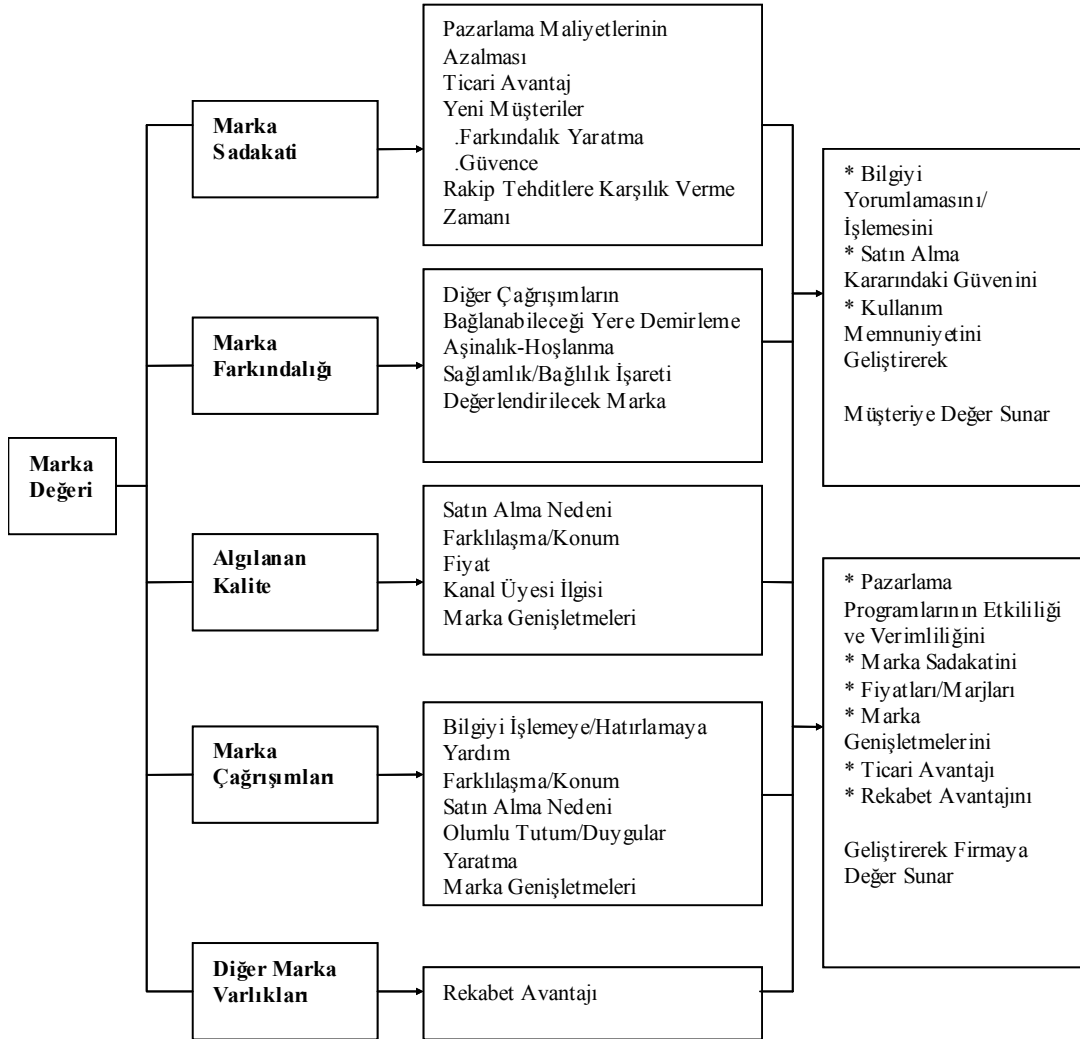 Marka
Değeri
Marka
Sadakati
Pazarlama Maliyetlerinin
Azalması
Ticari Avantaj
Yeni Müşteriler
.Farkındalık Yaratma
.Güvence
Rakip Tehditlere Karşılık Verme
Zamanı
Marka
Farkındalığı
Diğer Çağrışımların
Bağlanabileceği Yere Demirleme
Aşinalık-Hoşlanma
Sağlamlık/Bağlılık İşareti
Değerlendirilecek Marka
Algılanan
Kalite
Satın Alma Nedeni
Farklılaşma/Konum
Fiyat
Kanal Üyesi İlgisi
Marka Genişletmeleri
Marka
Çağrışımları
Bilgiyi İşlemeye/Hatırlamaya
Yardım
Farklılaşma/Konum
Satın Alma Nedeni
Olumlu Tutum/Duygular
Yaratma
Marka Genişletmeleri
Diğer Marka
Varlıkları
Rekabet Avantajı
* Bilgiyi
Yorumlamasını/
İşlemesini
* Satın Alma
Kararındaki Güvenini
* Kullanım
Memnuniyetini
Geliştirerek
Müşteriye Değer Sunar
* Pazarlama
Programlarının Etkililiği
ve Verimliliğini
* Marka Sadakatini
* Fiyatları/Marjları
* Marka
Genişletmelerini
* Ticari Avantajı
* Rekabet Avantajını
Geliştirerek Firmaya
Değer Sunar